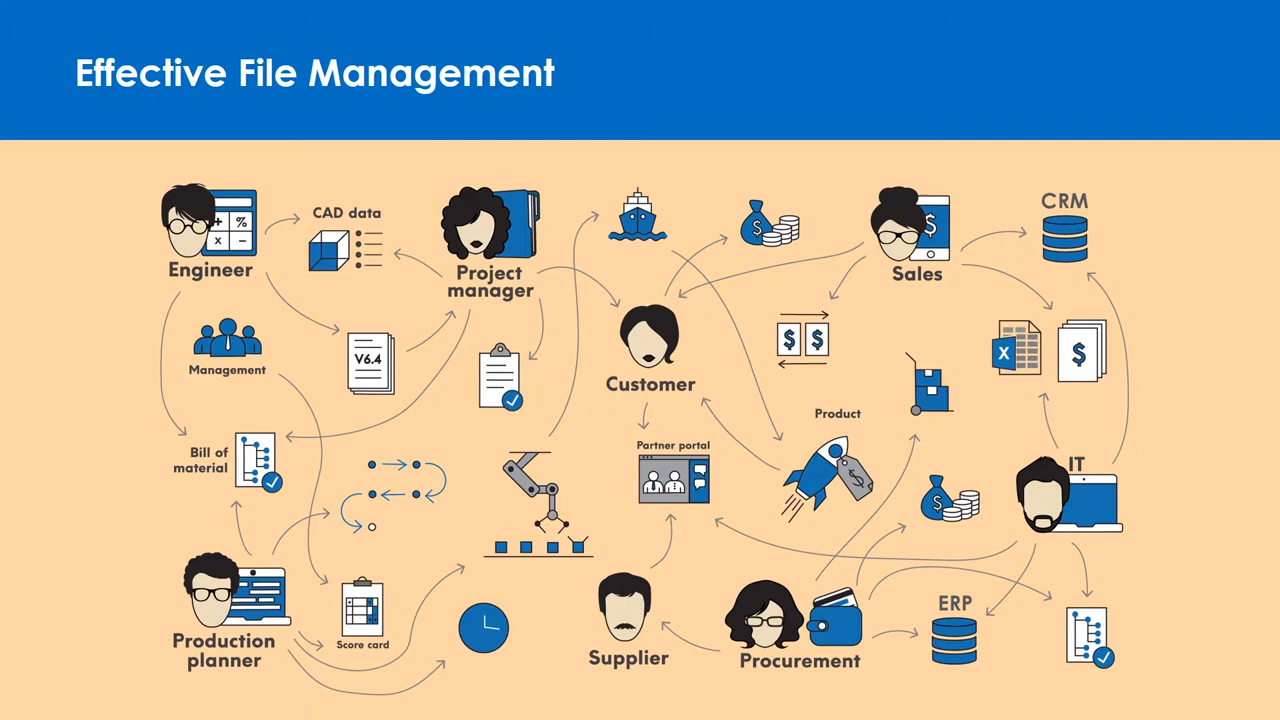 Effective File Management
CRM
CAD data
Engineer
Project
manager
Sales
+ %
x −
$
V6.4
Management
Customer
$ $
X
$
Product
Bill of
material
Partner portal
$
$
IT
ERP
Production
planner
Score card
Supplier
Procurement